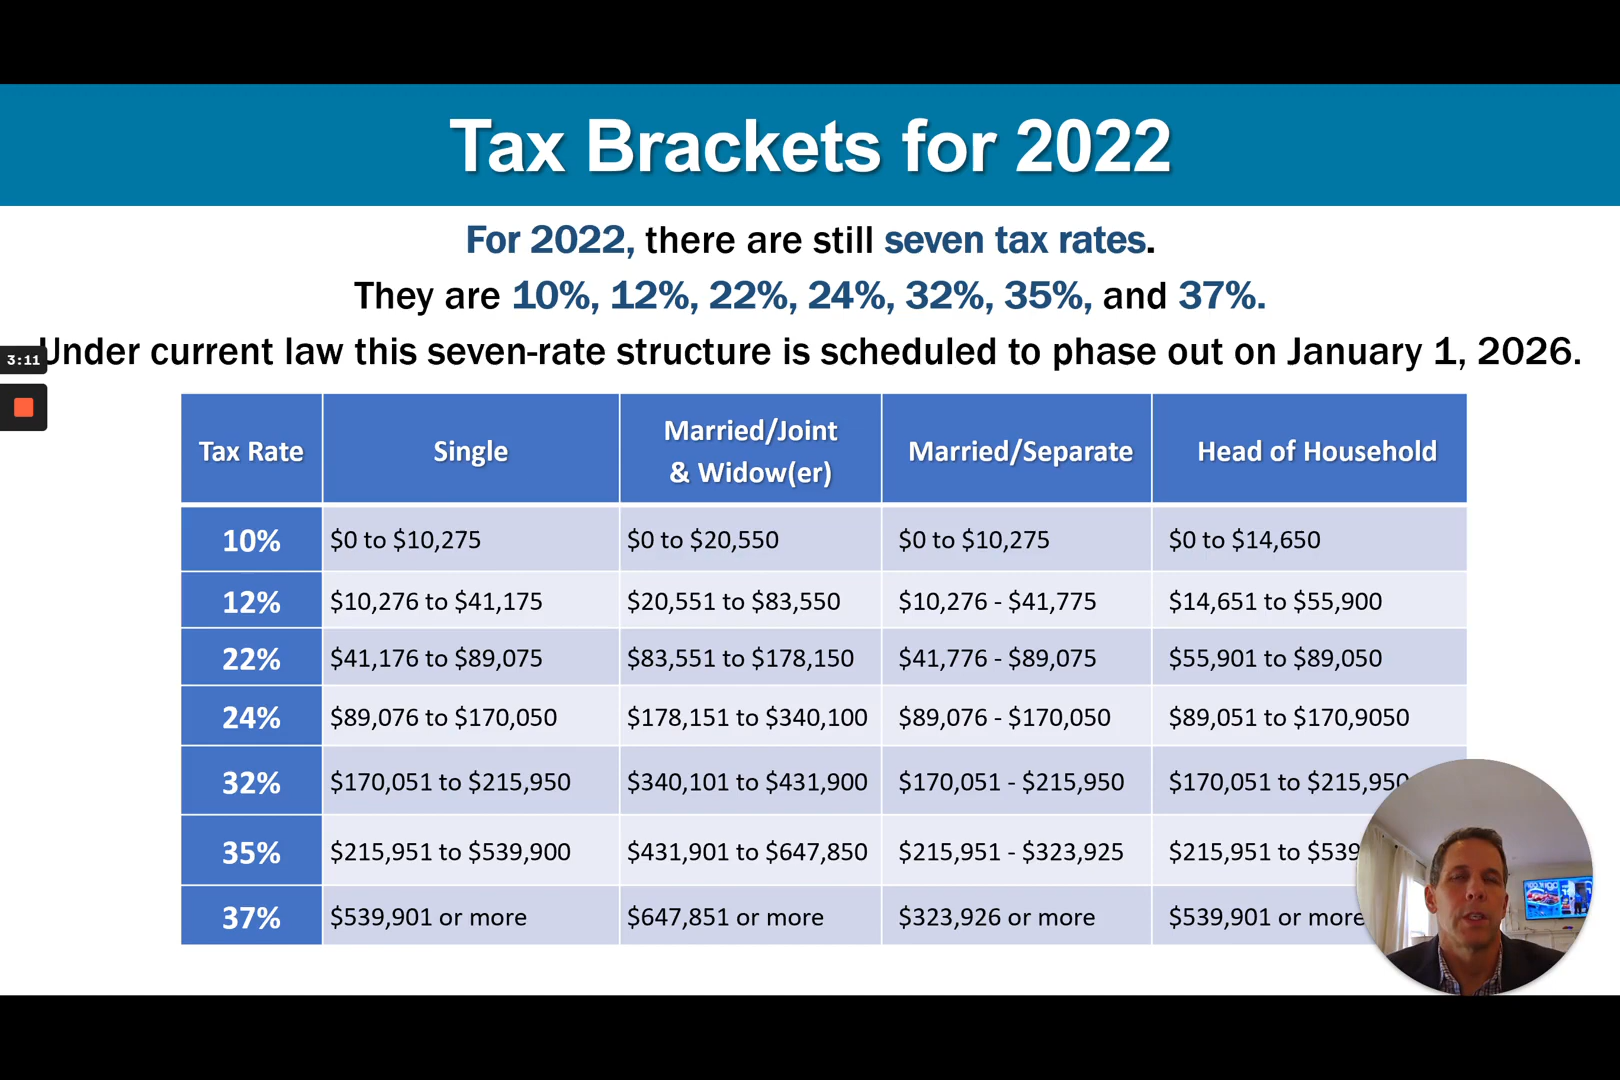 Tax Brackets for 2022
For 2022, there are still seven tax rates.
They are 10%, 12%, 22%, 24%, 32%, 35%, and 37%.
Under current law this seven-rate structure is scheduled to phase out on January 1, 2026.
3:11
Tax Rate Single Married/Joint & Widow(er) Married/Separate Head of Household
10% $0 to $10,275 $0 to $20,550 $0 to $10,275 $0 to $14,650
12% $10,276 to $41,175 $20,551 to $83,550 $10,276 - $41,775 $14,651 to $55,900
22% $41,176 to $89,075 $83,551 to $178,150 $41,776 - $89,075 $55,901 to $89,050
24% $89,076 to $170,050 $178,151 to $340,100 $89,076 - $170,050 $89,051 to $170,9050
32% $170,051 to $215,950 $340,101 to $431,900 $170,051 - $215,950 $170,051 to $215,950
35% $215,951 to $539,900 $431,901 to $647,850 $215,951 - $323,925 $215,951 to $539
37% $539,901 or more $647,851 or more $323,926 or more $539,901 or more